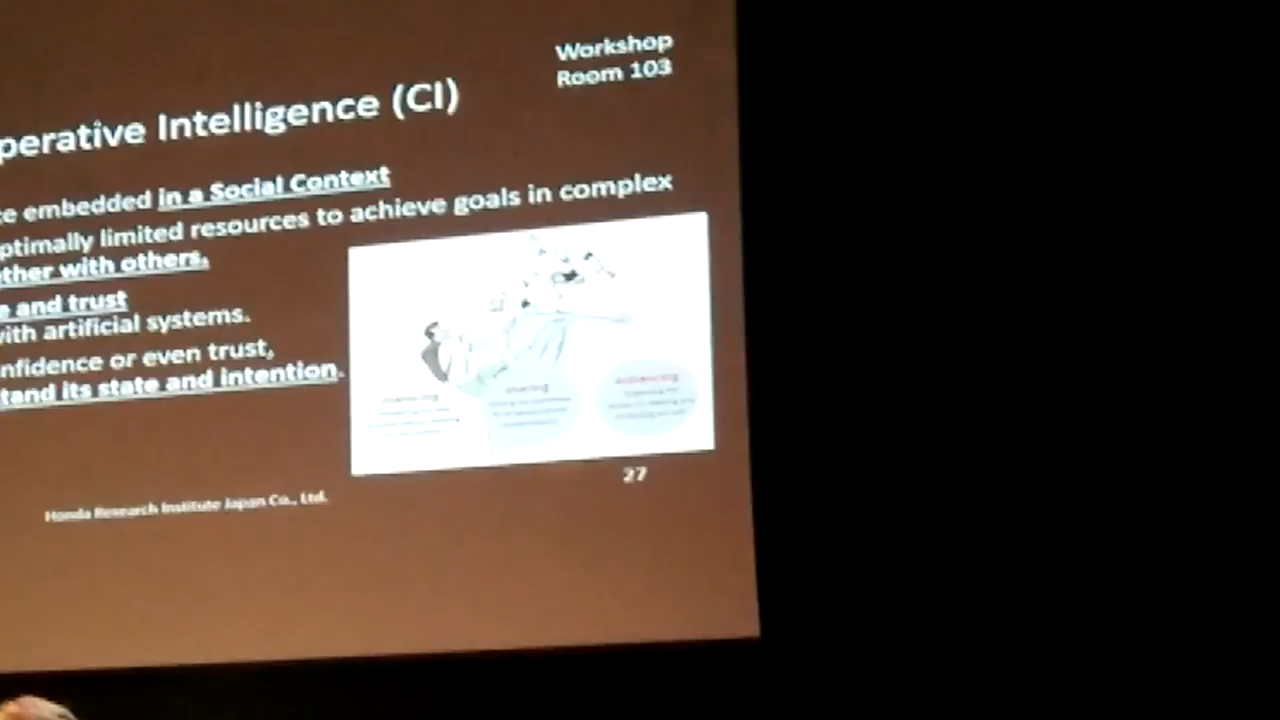 Workshop
Room 103
perative Intelligence (CI)
e embedded in a Social Context
ptimally limited resources to achieve goals in complex
ther with others.
e and trust
ith artificial systems.
nfidence or even trust,
tand its state and intention.
sharing
27
Honda Research Institute Japan Co., Ltd.